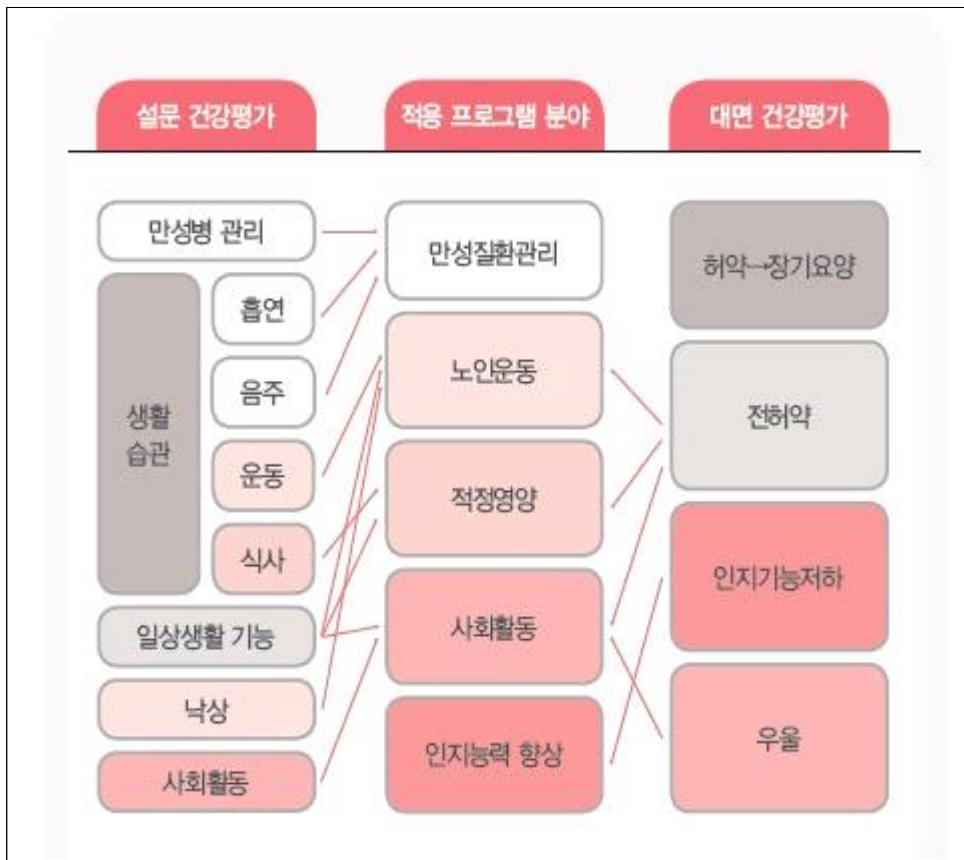 설문 건강평가
적용 프로그램 분야
대면 건강평가
만성병 관리
생활
습관
흡연
음주
운동
식사
일상생활 기능
낙상
사회활동
만성질환관리
노인운동
적정영양
사회활동
인지능력 향상
허약→장기요양
전허약
인지기능저하
우울